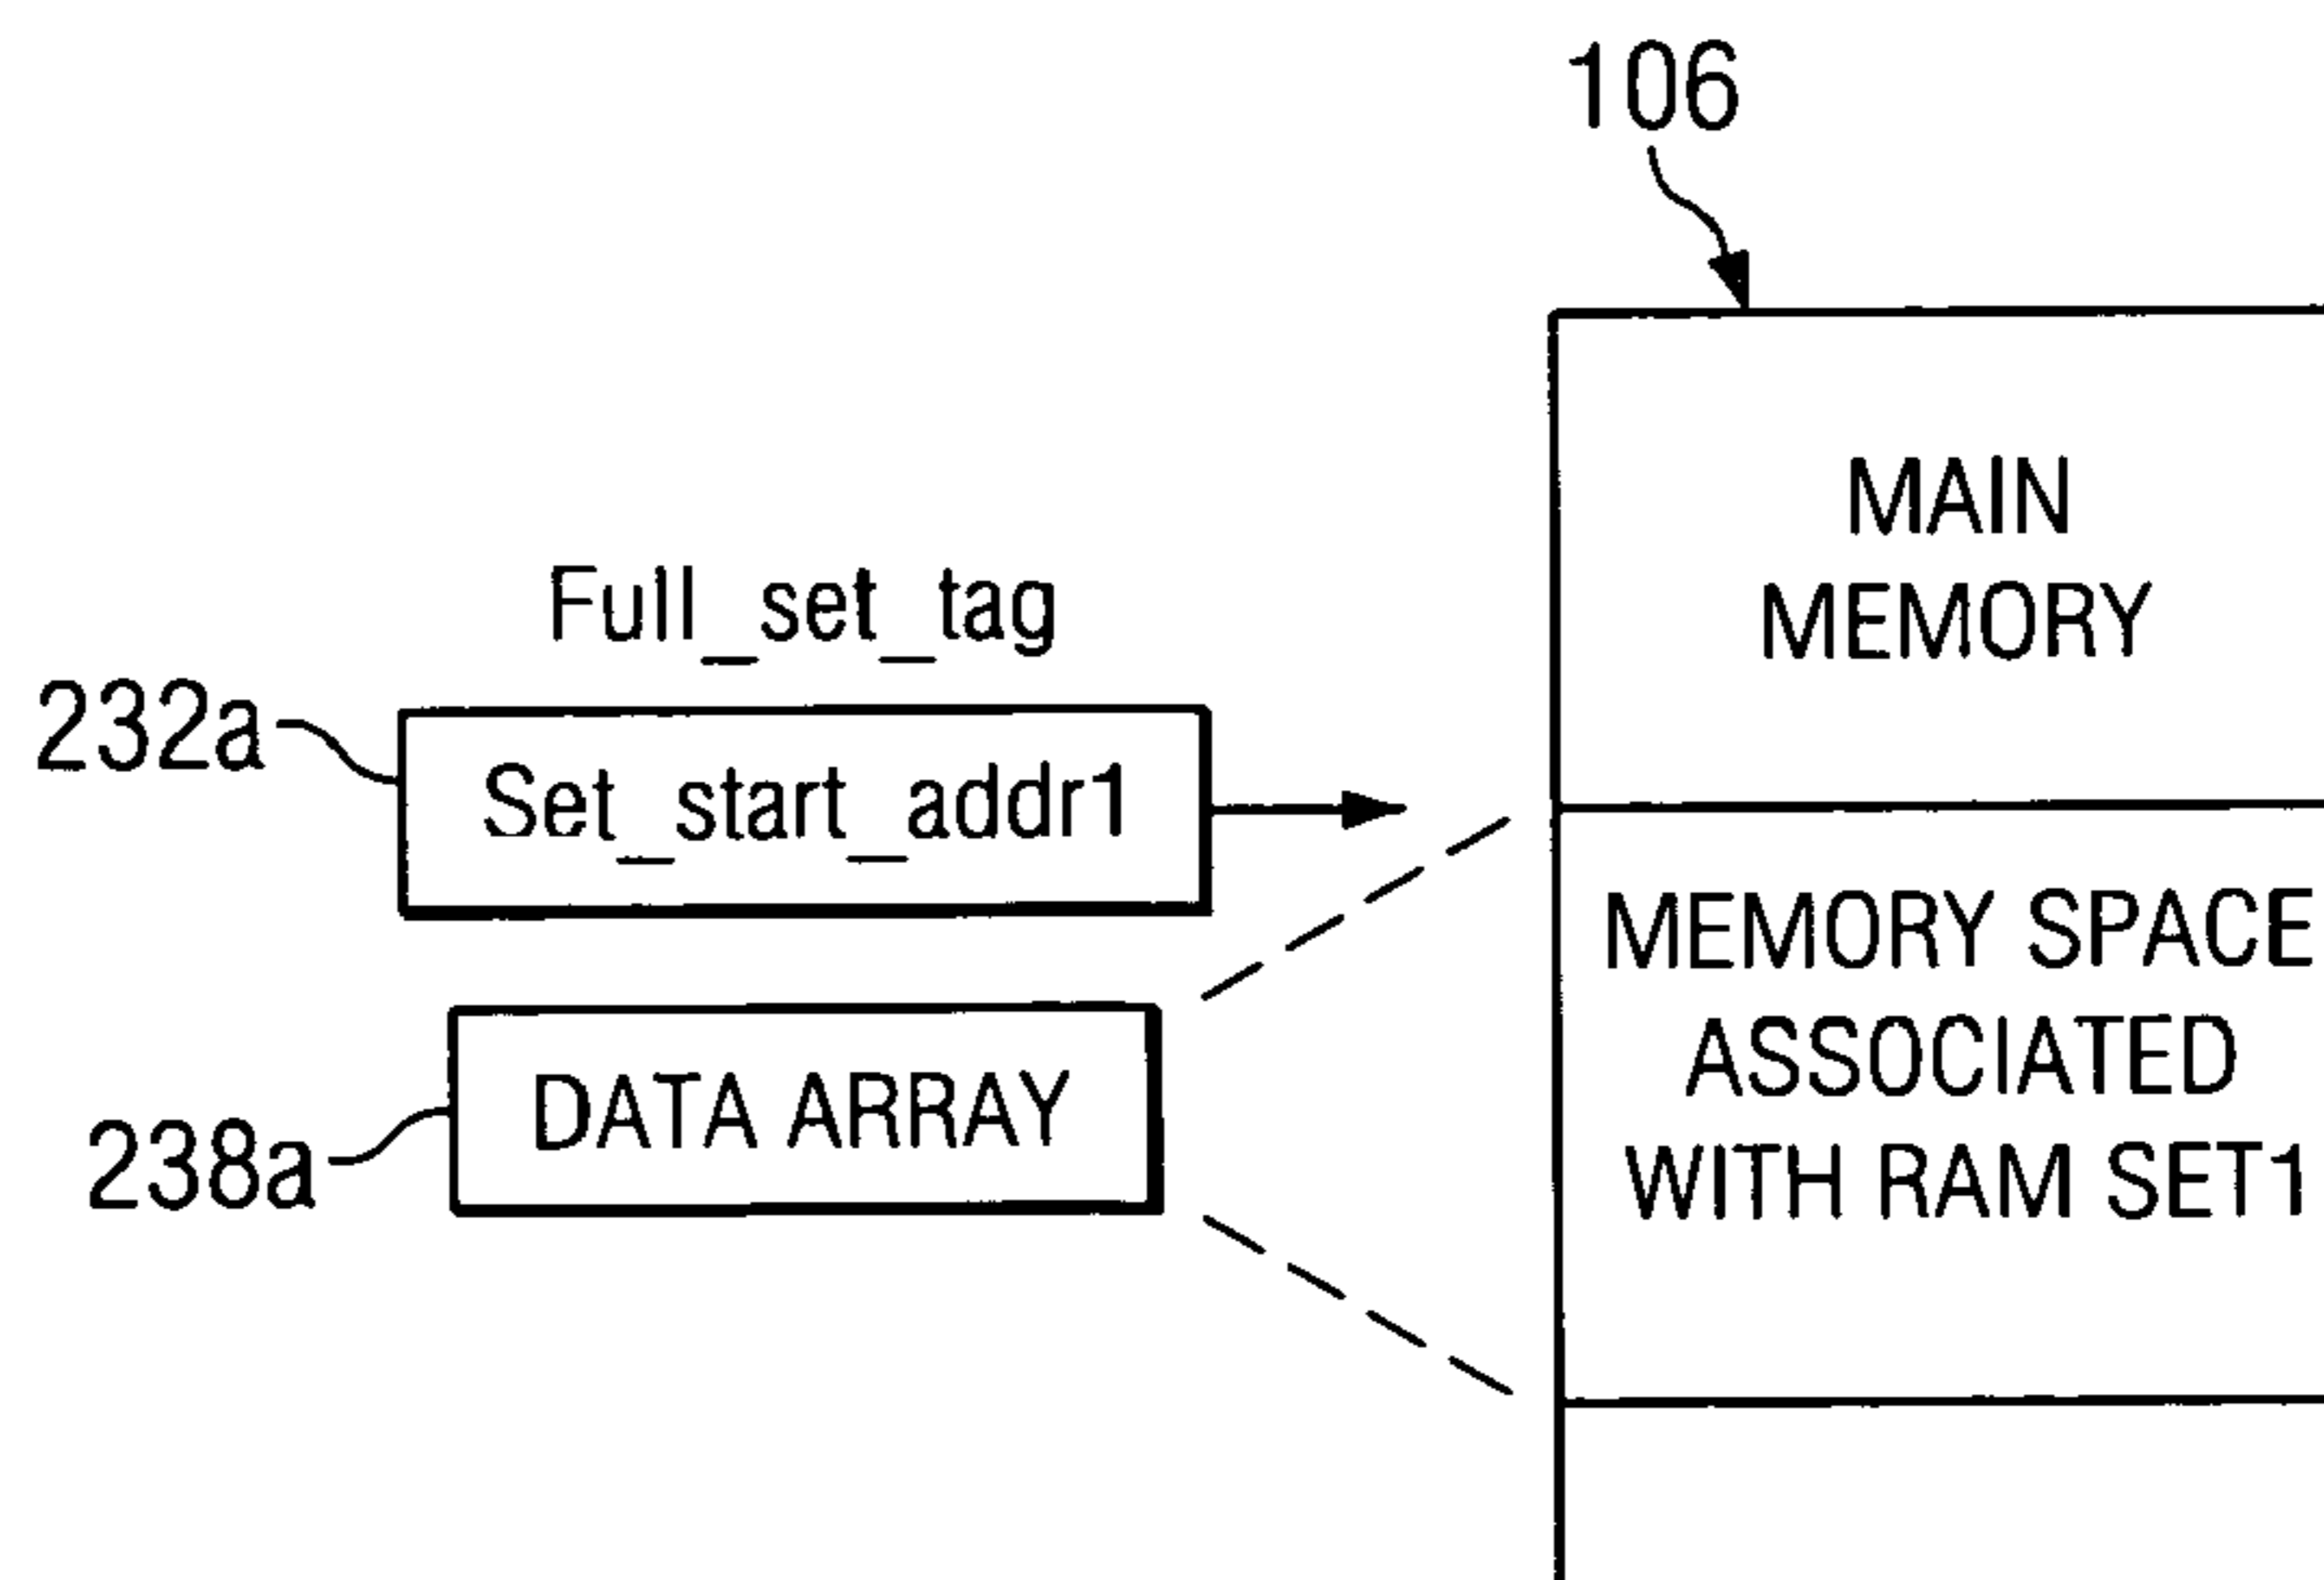 106
MAIN
MEMORY
Full_set_tag
232a
Set_start_addr1
MEMORY SPACE
ASSOCIATED
WITH RAM SET1
DATA ARRAY
238a